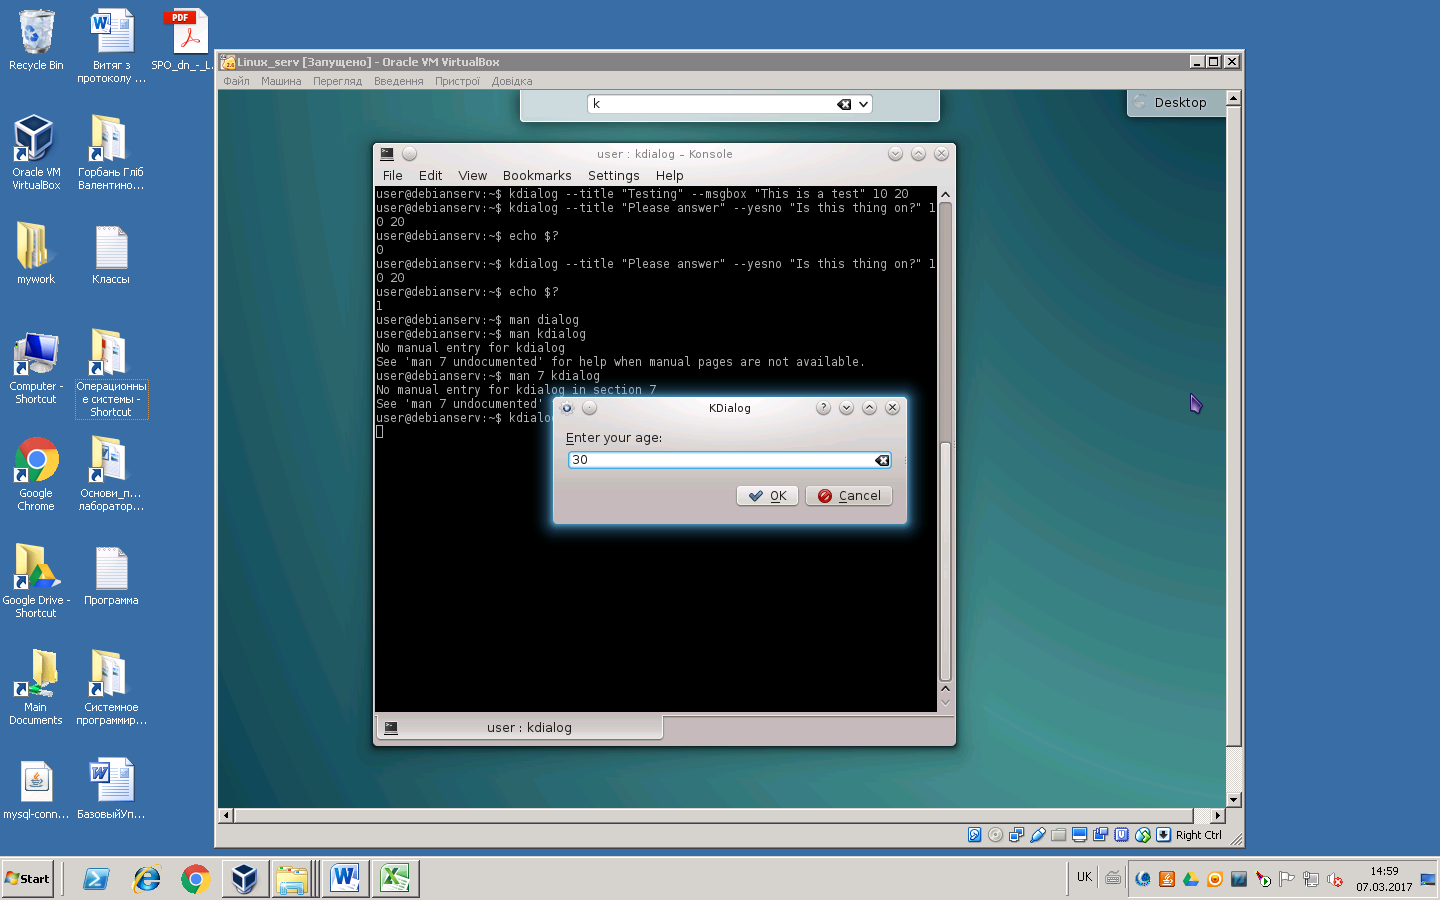 Recycle Bin
Витяг з
протоколу ...
PDF
SPO_dn_-_L...
Oracle VM
VirtualBox
Горбань Гліб
Валентино...
mywork
Классы
Computer -
Shortcut
Операционны
е системы -
Shortcut
Google
Chrome
Основи_п...
лаборатор...
Google Drive -
Shortcut
Программа
Main
Documents
Системное
программир...
mysql-conn...
БазовыйУп...
Linux_serv [Запущено] - Oracle VM VirtualBox
Файл Машина Перегляд Введення Пристрої Довідка
k
Desktop
user : kdialog – Konsole
File Edit View Bookmarks Settings Help
user@debianserv:~$ kdialog --title "Testing" --msgbox "This is a test" 10 20
user@debianserv:~$ kdialog --title "Please answer" --yesno "Is this thing on?" 1
0 20
user@debianserv:~$ echo $?
0
user@debianserv:~$ kdialog --title "Please answer" --yesno "Is this thing on?" 1
0 20
user@debianserv:~$ echo $?
1
user@debianserv:~$ man dialog
user@debianserv:~$ man kdialog
No manual entry for kdialog
See 'man 7 undocumented' for help when manual pages are not available.
user@debianserv:~$ man 7 kdialog
No manual entry for kdialog in section 7
See 'man 7 undocumented'
user@debianserv:~$ kdialo
KDialog
Enter your age:
30
OK Cancel
user : kdialog
Right Ctrl
Start
UK
14:59
07.03.2017